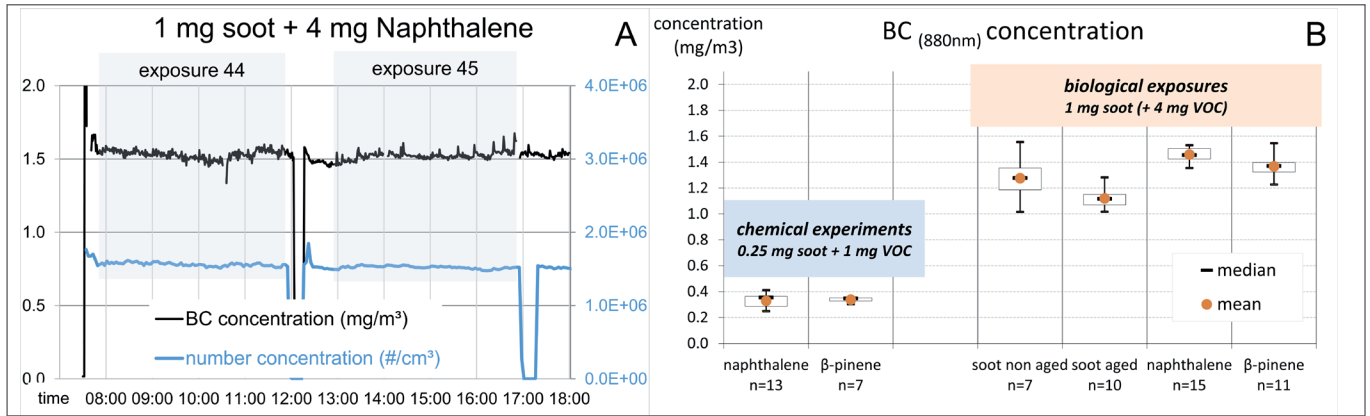 1 mg soot + 4 mg Naphthalene
A
exposure 44
exposure 45
2.0
1.5
1.0
0.5
0.0
4.0E+06
3.0E+06
2.0E+06
1.0E+06
0.0E+00
BC concentration (mg/m³)
number concentration (#/cm³)
time 08:00 09:00 10:00 11:00 12:00 13:00 14:00 15:00 16:00 17:00 18:00
concentration
(mg/m3)
BC (880nm) concentration
B
2.0
1.8
1.6
1.4
1.2
1.0
0.8
0.6
0.4
0.2
0.0
biological exposures
1 mg soot (+ 4 mg VOC)
chemical experiments
0.25 mg soot + 1 mg VOC
median
mean
naphthalene β-pinene soot non aged soot aged naphthalene β-pinene
n=13 n=7 n=7 n=10 n=15 n=11